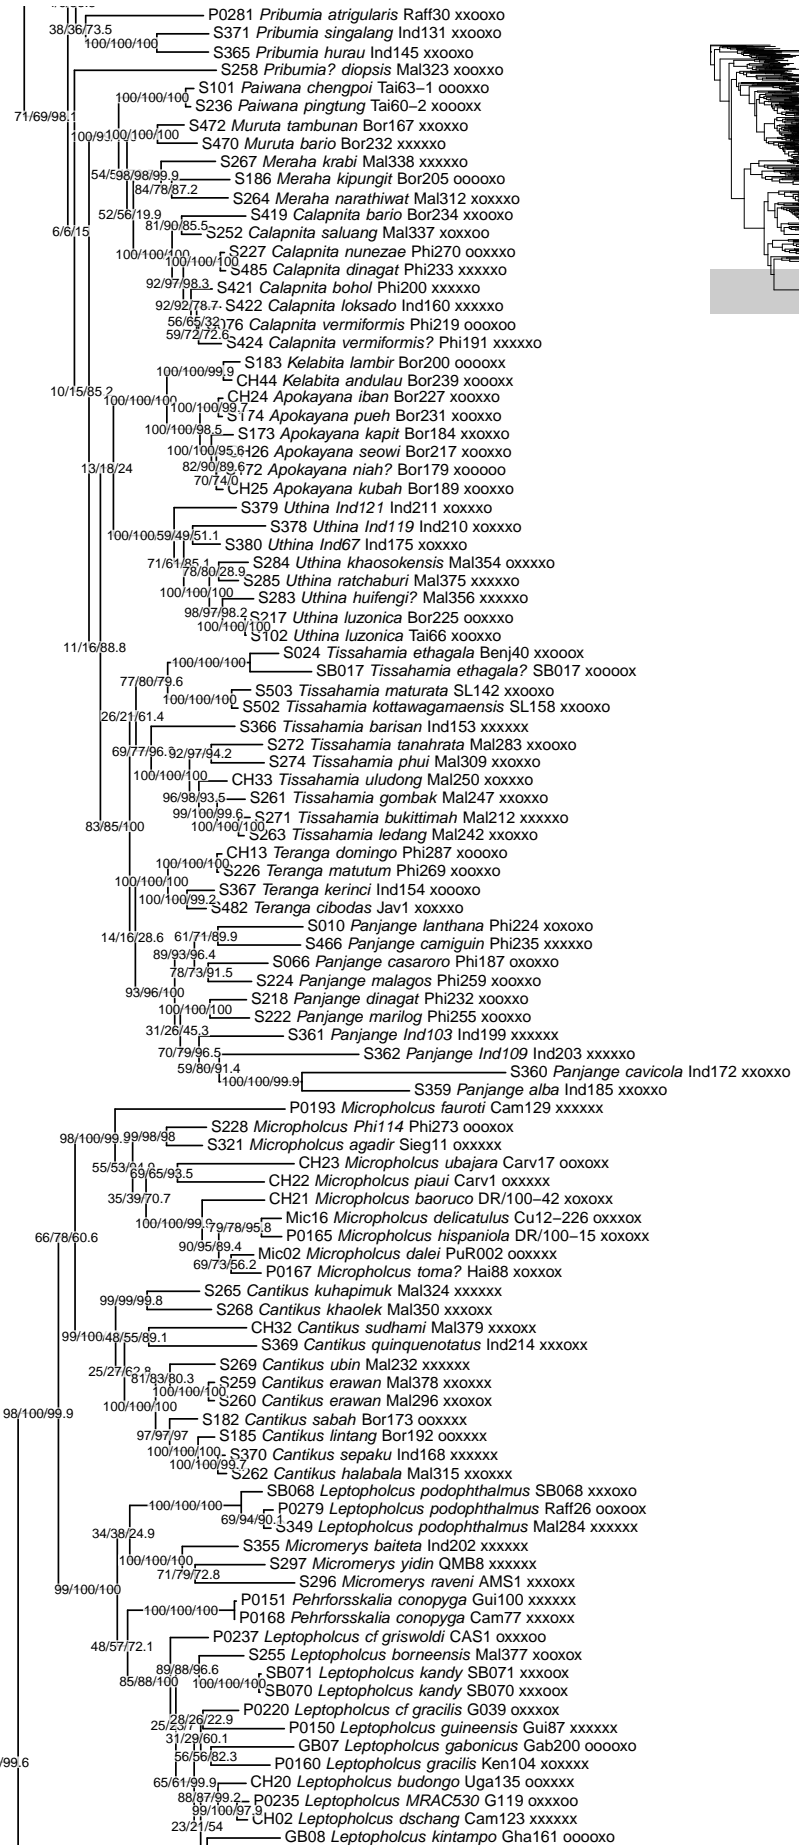 P0281 Pribumia atrigularis Raff30 xxooxo
38/36/73.5
S371 Pribumia singalang Ind131 xxooxo
100/100/100
S365 Pribumia hurau Ind145 xxooxo
S258 Pribumia? diopsis Mal323 xxooxxo
S101 Paiwana chengpoi Tai63−1 oooxxo
100/100/100
S236 Paiwana pingtung Tai60−2 xoooxx
71/69/98.1
S472 Muruta tambunan Bor167 xxoxxo
100/100/100
S470 Muruta bario Bor232 xxxxxo
S267 Meraha krabi Mal338 xxxxxo
98/98/99.9
S186 Meraha kipungit Bor205 ooooxo
84/78/87.2
S264 Meraha narathiwat Mal312 xoxxxo
52/56/19.9
S419 Calapnita bario Bor234 xxooxo
81/90/85.5
S252 Calapnita saluang Mal337 xoxxoo
6/6/15
S227 Calapnita nunezae Phi270 ooxxxo
100/100/100
100/100/100
S485 Calapnita dinagat Phi233 xxxxxo
92/97/98.3
S421 Calapnita bohol Phi200 xxxxxo
92/92/78.7
S422 Calapnita loksado Ind160 xxxxxo
Calapnita vermiformis Phi219 oooxoo
59/72/72.6
S424 Calapnita vermiformis? Phi191 xxxxxo
S183 Kelabita lambir Bor200 ooooxx
100/100/99.9
CH44 Kelabita andulau Bor239 xoooxx
10/15/85.2
100/100/100
CH24 Apokayana iban Bor227 xxooxo
100/100/99.7
S174 Apokayana pueh Bor231 xxooxo
100/100/98.5
S173 Apokayana kapit Bor184 xxoxxo
100/100/95.6
CH26 Apokayana seowi Bor217 xxooxo
13/18/24
82/90/89.6
S172 Apokayana niah? Bor179 xooooo
70/74/0
CH25 Apokayana kubah Bor189 xooxxo
S379 Uthina Ind121 Ind211 xoxxxo
S378 Uthina Ind119 Ind210 xoxxxo
100/100/
59/49/51.1
S380 Uthina Ind67 Ind175 xoxxxo
71/61/85.1
S284 Uthina khaosokensis Mal354 oxxxxo
78/80/28.9
S285 Uthina ratchaburi Mal375 xxxxxo
100/100/100
S283 Uthina huifengi? Mal356 xxxxxo
98/97/98.2
S217 Uthina luzonica Bor225 ooxxxo
100/100/100
S102 Uthina luzonica Tai66 xooxxo
11/16/88.8
S024 Tissahamia ethagala Benj40 xxooox
100/100/100
SB017 Tissahamia ethagala? SB017 xoooox
77/80/79.6
S503 Tissahamia maturata SL142 xxooxo
100/100/100
S502 Tissahamia kottawagamaensis SL158 xxooxo
26/21/61.4
S366 Tissahamia barisan Ind153 xxxxxx
S272 Tissahamia tanahrata Mal283 xxooxo
69/77/96.
92/97/94.2
S274 Tissahamia phui Mal309 xxooxxo
100/100/100
CH33 Tissahamia uludong Mal250 xoxxxo
96/98/93.5
S261 Tissahamia gombak Mal247 xxoxxo
99/100/99.6
S271 Tissahamia bukittimah Mal212 xxxxxo
83/85/100
100/100/100
S263 Tissahamia ledang Mal242 xxoxxo
CH13 Teranga domingo Phi287 xoooxo
100/100/100
S226 Teranga matutum Phi269 xooxxo
100/100/100
S367 Teranga kerinci Ind154 xoooxo
100/100/99.2
S482 Teranga cibodas Jav1 xoxxxo
S010 Panjange lanthana Phi224 xoxoxo
14/16/28.6
61/71/89.9
S466 Panjange camiguin Phi235 xxxxxo
89/93/96.4
S066 Panjange casaroro Phi187 oxoxxo
78/73/91.5
S224 Panjange malagos Phi259 xooxxo
93/96/100
S218 Panjange dinagat Phi232 xooxxo
100/100/100
S222 Panjange marilog Phi255 xooxxo
31/26/45.3
S361 Panjange Ind103 Ind199 xxxxxx
70/79/96.5
S362 Panjange Ind109 Ind203 xxxxxo
59/80/91.4
S360 Panjange cavicola Ind172 xxoxxo
100/100/99.9
S359 Panjange alba Ind185 xxoxxo
P0193 Micropholcus fauroti Cam129 xxxxxx
S228 Micropholcus Phi114 Phi273 oooxox
98/100/99.
99/98/98
S321 Micropholcus agadir Sieg11 oxxxxx
CH23 Micropholcus ubajara Carv17 ooxoxx
69/65/93.5
CH22 Micropholcus piaui Carv1 oxxxxx
35/39/70.7
CH21 Micropholcus baoruco DR/100−42 xoxoxx
Mic16 Micropholcus delicatulus Cu12−226 oxxxox
100/100/99.9
79/78/95.8
P0165 Micropholcus hispaniola DR/100−15 xoxoxx
66/78/60.6
90/95/89.4
Mic02 Micropholcus dalei PuR002 ooxxxx
69/73/56.2
P0167 Micropholcus toma? Hai88 xoxxox
S265 Cantikus kuhapimuk Mal324 xxxxxx
99/99/99.8
S268 Cantikus khaolek Mal350 xxxxxx
CH32 Cantikus sudhami Mal379 xxxoxx
99/100/
48/55/89.1
S369 Cantikus quinquenotatus Ind214 xxxoxx
S269 Cantikus ubin Mal232 xxxxxx
25/27/62.8
81/83/80.3
S259 Cantikus erawan Mal378 xxoxxx
100/100/100
S260 Cantikus erawan Mal296 xxoxox
100/100/100
S182 Cantikus sabah Bor173 ooxxxx
98/100/99.9
97/97/97
S185 Cantikus lintang Bor192 ooxxxx
100/100/100
S370 Cantikus sepaku Ind168 xxxxxx
100/100/99.7
S262 Cantikus halabala Mal315 xxoxxx
SB068 Leptopholcus podophthalmus SB068 xxxoxo
100/100/100
P0279 Leptopholcus podophthalmus Raff26 ooxoox
69/94/90.1
S349 Leptopholcus podophthalmus Mal284 xxxxxx
34/38/24.9
S355 Micromerys baiteta Ind202 xxxxxx
100/100/100
S297 Micromerys yidin QMB8 xxxxxx
71/79/72.8
S296 Micromerys raveni AMS1 xxxoxx
99/100/100
P0151 Pehrforsskalia conopyga Gui100 xxxxxx
100/100/100
P0168 Pehrforsskalia conopyga Cam77 xxxoxx
P0237 Leptopholcus cf griswoldi CAS1 oxxxoo
48/57/72.1
S255 Leptopholcus borneensis Mal377 xooxox
89/88/96.6
SB071 Leptopholcus kandy SB071 xxxoox
85/88/100
100/100/100
SB070 Leptopholcus kandy SB070 xxxoox
P0220 Leptopholcus cf gracilis G039 oxxxox
28/26/22.9
P0150 Leptopholcus guineensis Gui87 xxxxxx
31/29/60.1
GB07 Leptopholcus gabonicus Gab200 ooooxo
56/56/82.3
/99.6
P0160 Leptopholcus gracilis Ken104 xoxxxx
65/61/99.9
CH20 Leptopholcus budongo Uga135 ooxxxx
88/87/99.2
P0235 Leptopholcus MRAC530 G119 oxxxoo
99/100/97.9
CH02 Leptopholcus dschang Cam123 xxxxxx
23/21/54
GB08 Leptopholcus kintampo Gha161 ooooxo